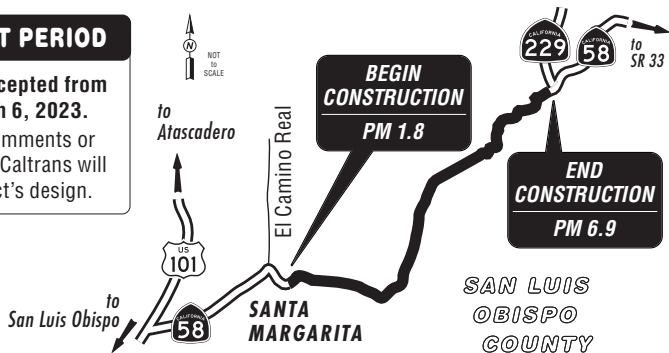 T PERIOD
cepted from
6, 2023.
mments or
Caltrans will
ct's design.
N
NOT
to
SCALE
to
Atascadero
El Camino Real
BEGIN
CONSTRUCTION
PM 1.8
CALIFORNIA
229
CALIFORNIA
58
to
SR 33
END
CONSTRUCTION
PM 6.9
US
101
to
San Luis Obispo
CALIFORNIA
58
SANTA
MARGARITA
SAN LUIS
OBISPO
COUNTY